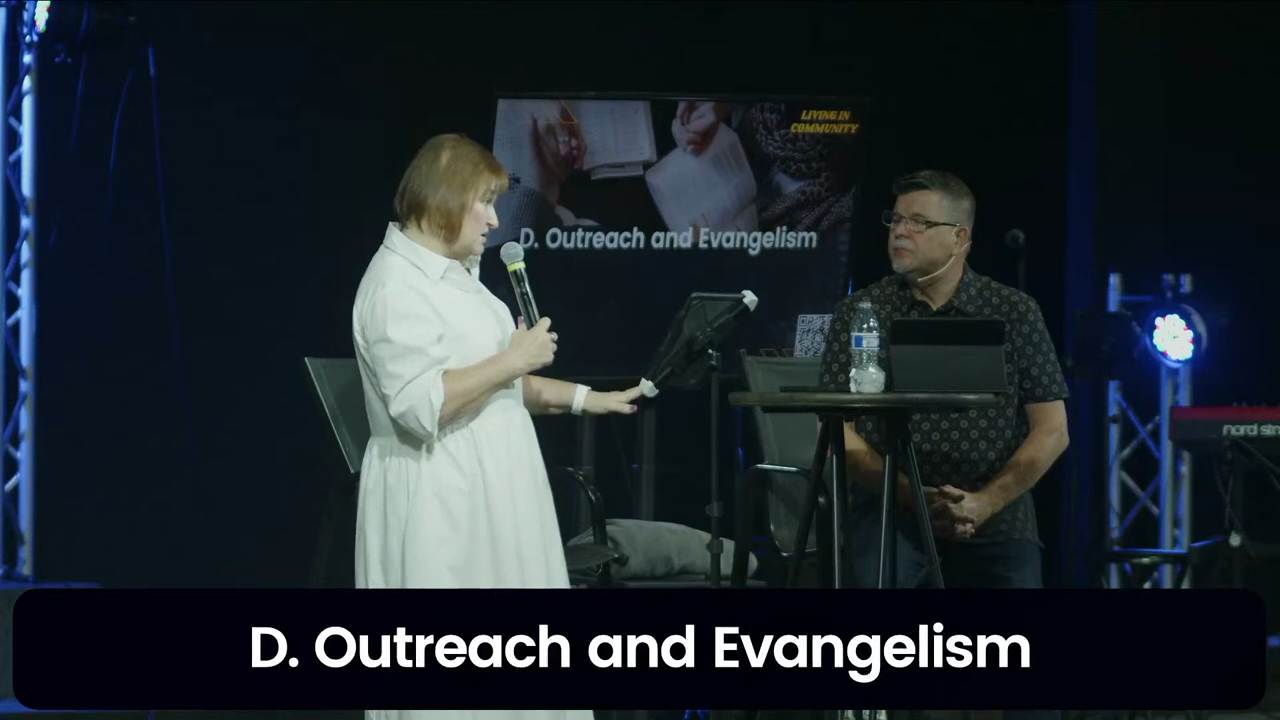 LIVING IN
COMMUNITY
D. Outreach and Evangelism
nord
D. Outreach and Evangelism